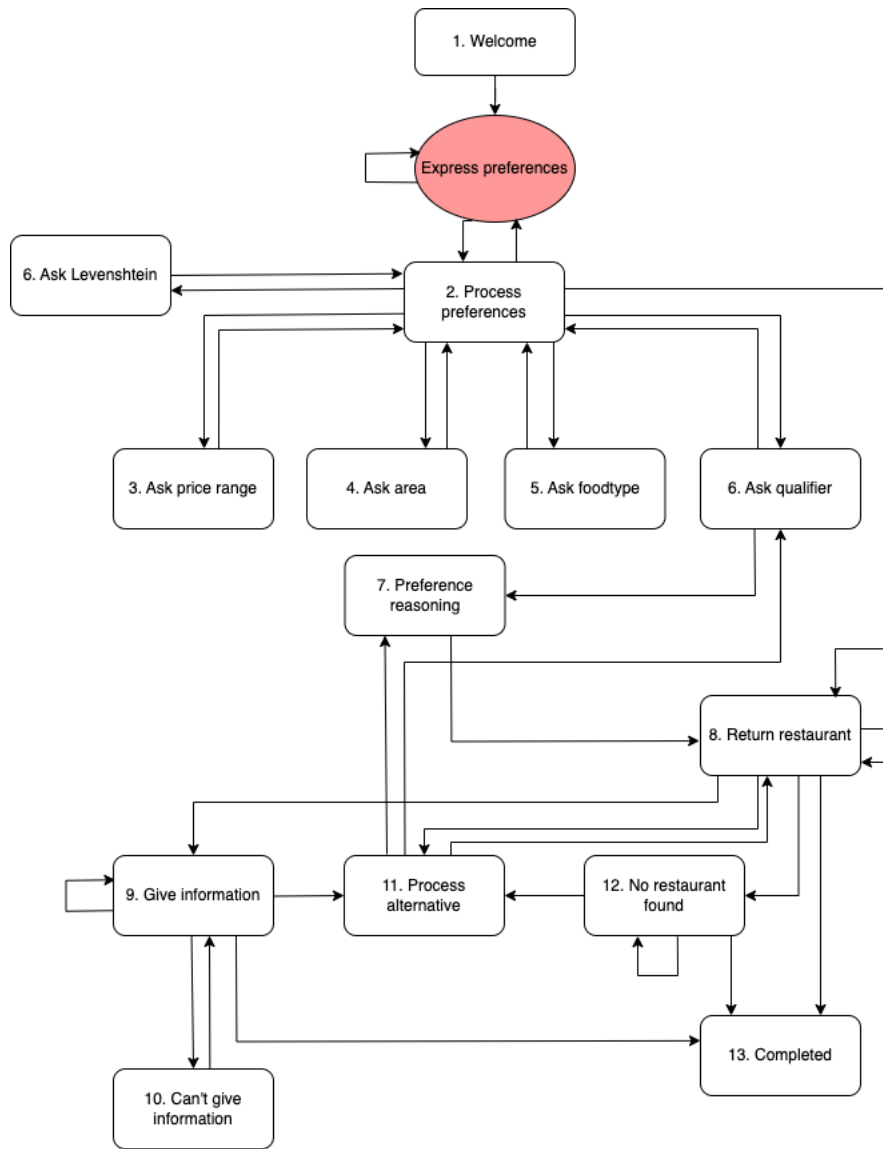 1. Welcome
Express preferences
6. Ask Levenshtein
2. Process
preferences
3. Ask price range
4. Ask area
5. Ask foodtype
6. Ask qualifier
7. Preference
reasoning
8. Return restaurant
9. Give information
11. Process
alternative
12. No restaurant
found
13. Completed
10. Can't give
information